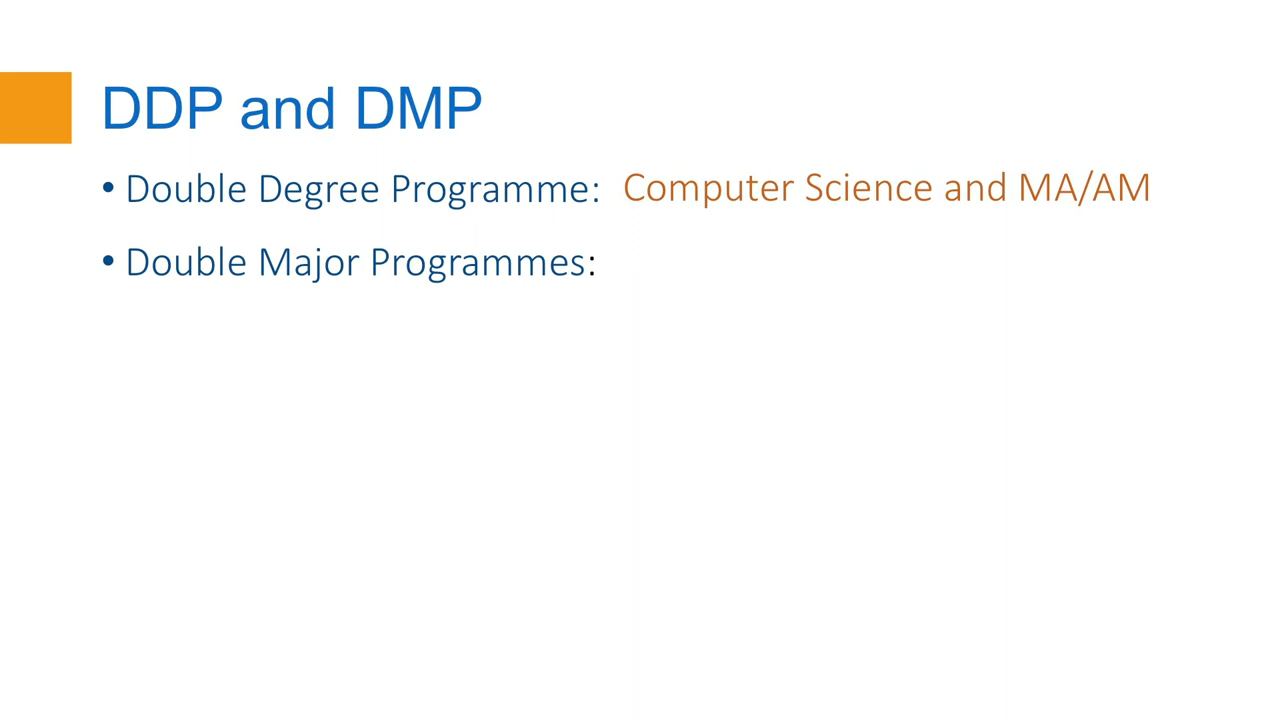 DDP and DMP
• Double Degree Programme: Computer Science and MA/AM
• Double Major Programmes: